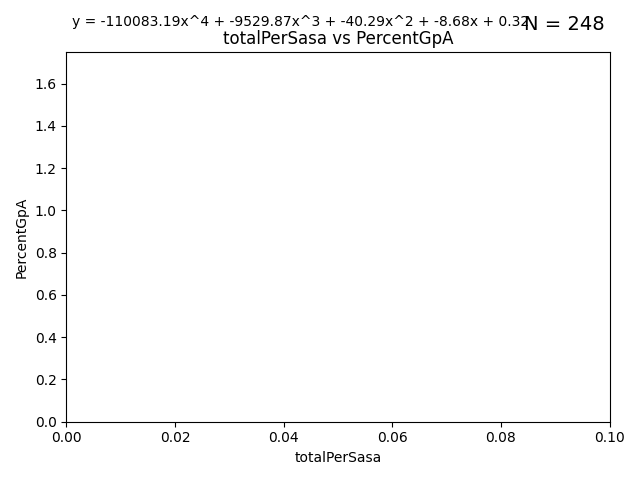 y = -110083.19x^4 + -9529.87x^3 + -40.29x^2 + -8.68x + 0.32
N = 248
totalPerSasa vs PercentGpA
1.6
1.4
1.2
1.0
0.8
0.6
0.4
0.2
0.0
PercentGpA
0.00 0.02 0.04 0.06 0.08 0.10
totalPerSasa